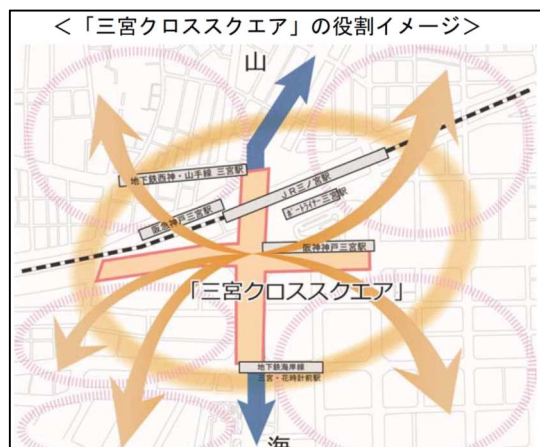 ＜「三宮クロススクエア」の役割イメージ＞
山
地下鉄西神・山手線 三宮駅
JR三ノ宮駅
阪急神戸三宮駅
ポートライナー三宮駅
阪神神戸三宮駅
「三宮クロススクエア」
地下鉄海岸線
三宮・花時計前駅
海